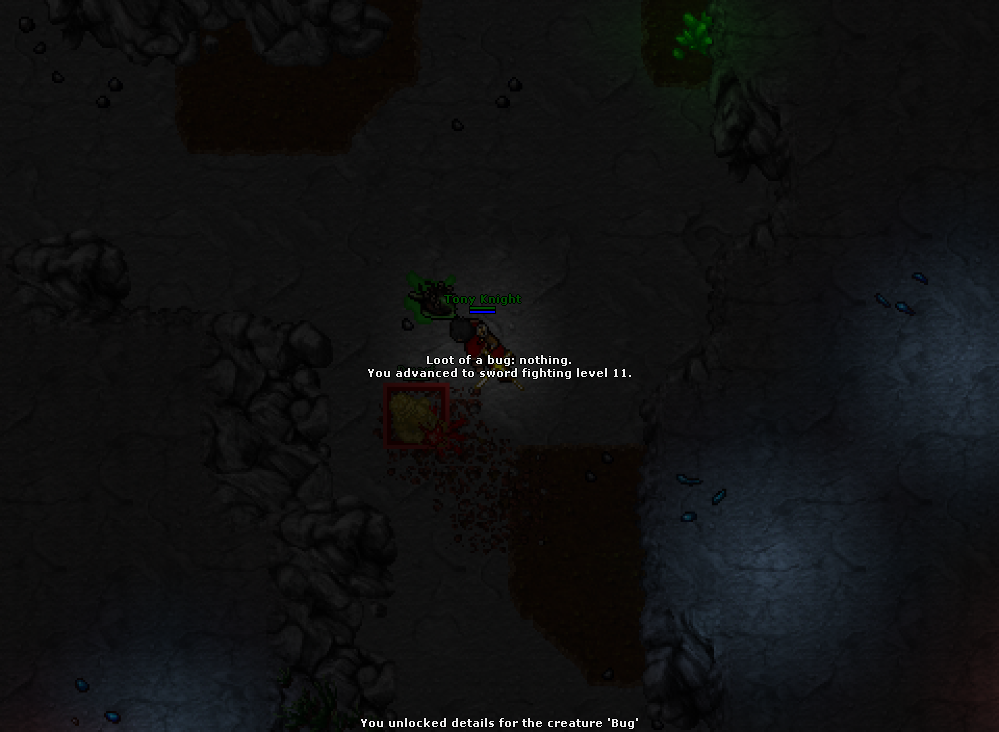 Tony Knight
Loot of a bug: nothing.
You advanced to sword fighting level 11.
You unlocked details for the creature 'Bug'